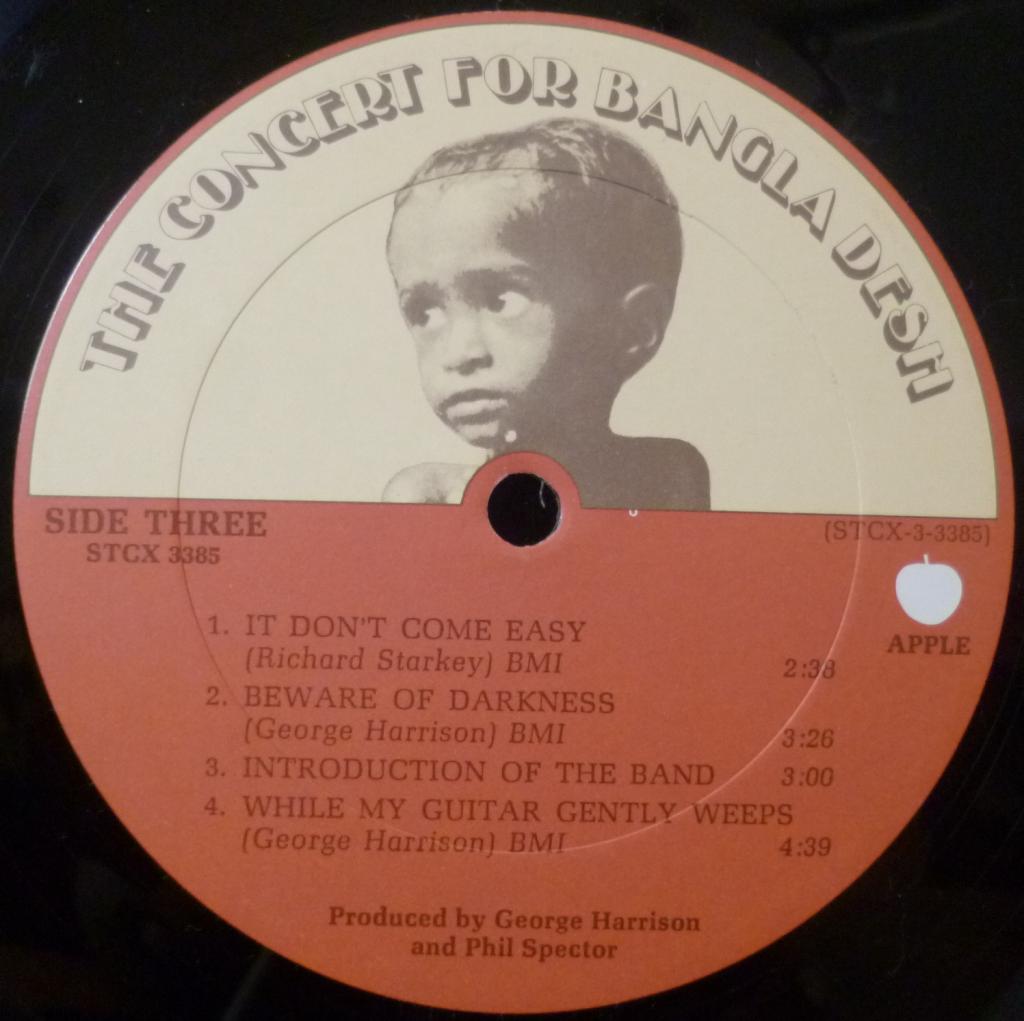 THE CONCERT FOR BANGLA DESH
SIDE THREE
STCX 3385
(STCX-3-3385)
APPLE
1. IT DON'T COME EASY
(Richard Starkey) BMI 2:38
2. BEWARE OF DARKNESS
(George Harrison) BMI 3:26
3. INTRODUCTION OF THE BAND 3:00
4. WHILE MY GUITAR GENTLY WEEPS
(George Harrison) BMI 4:39
Produced by George Harrison
and Phil Spector